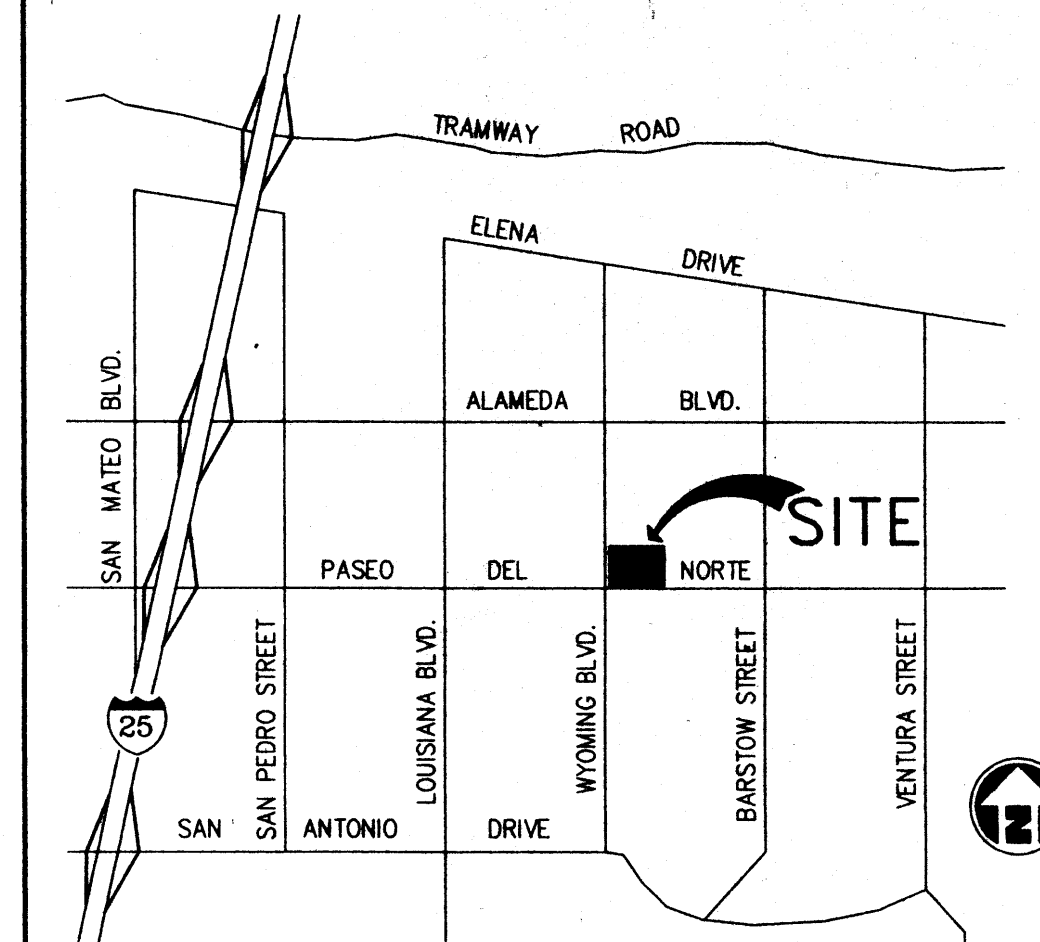 TRAMWAY ROAD
ELENA DRIVE
SAN MATEO BLVD.
ALAMEDA BLVD.
SITE
PASEO DEL NORTE
SAN PEDRO STREET
LOUISIANA BLVD.
WYOMING BLVD.
BARSTOW STREET
VENTURA STREET
25
SAN ANTONIO DRIVE
N